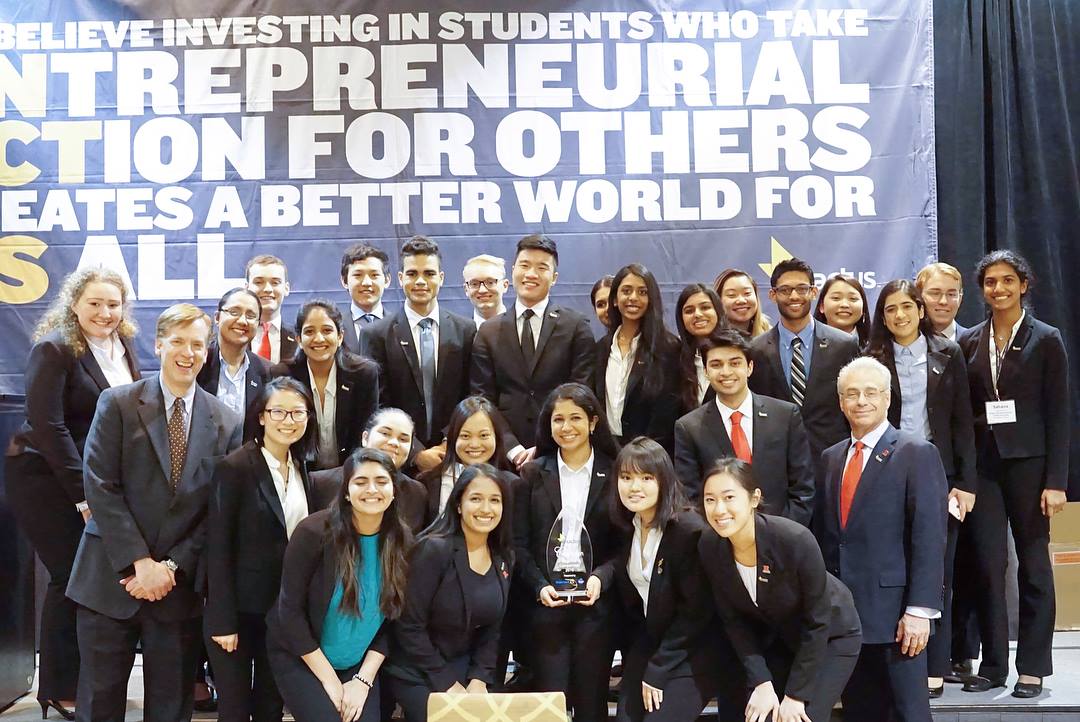 BELIEVE INVESTING IN STUDENTS WHO TAKE
NTREPRENEURIAL
CTION FOR OTHERS
EATES A BETTER WORLD FOR
S ALL